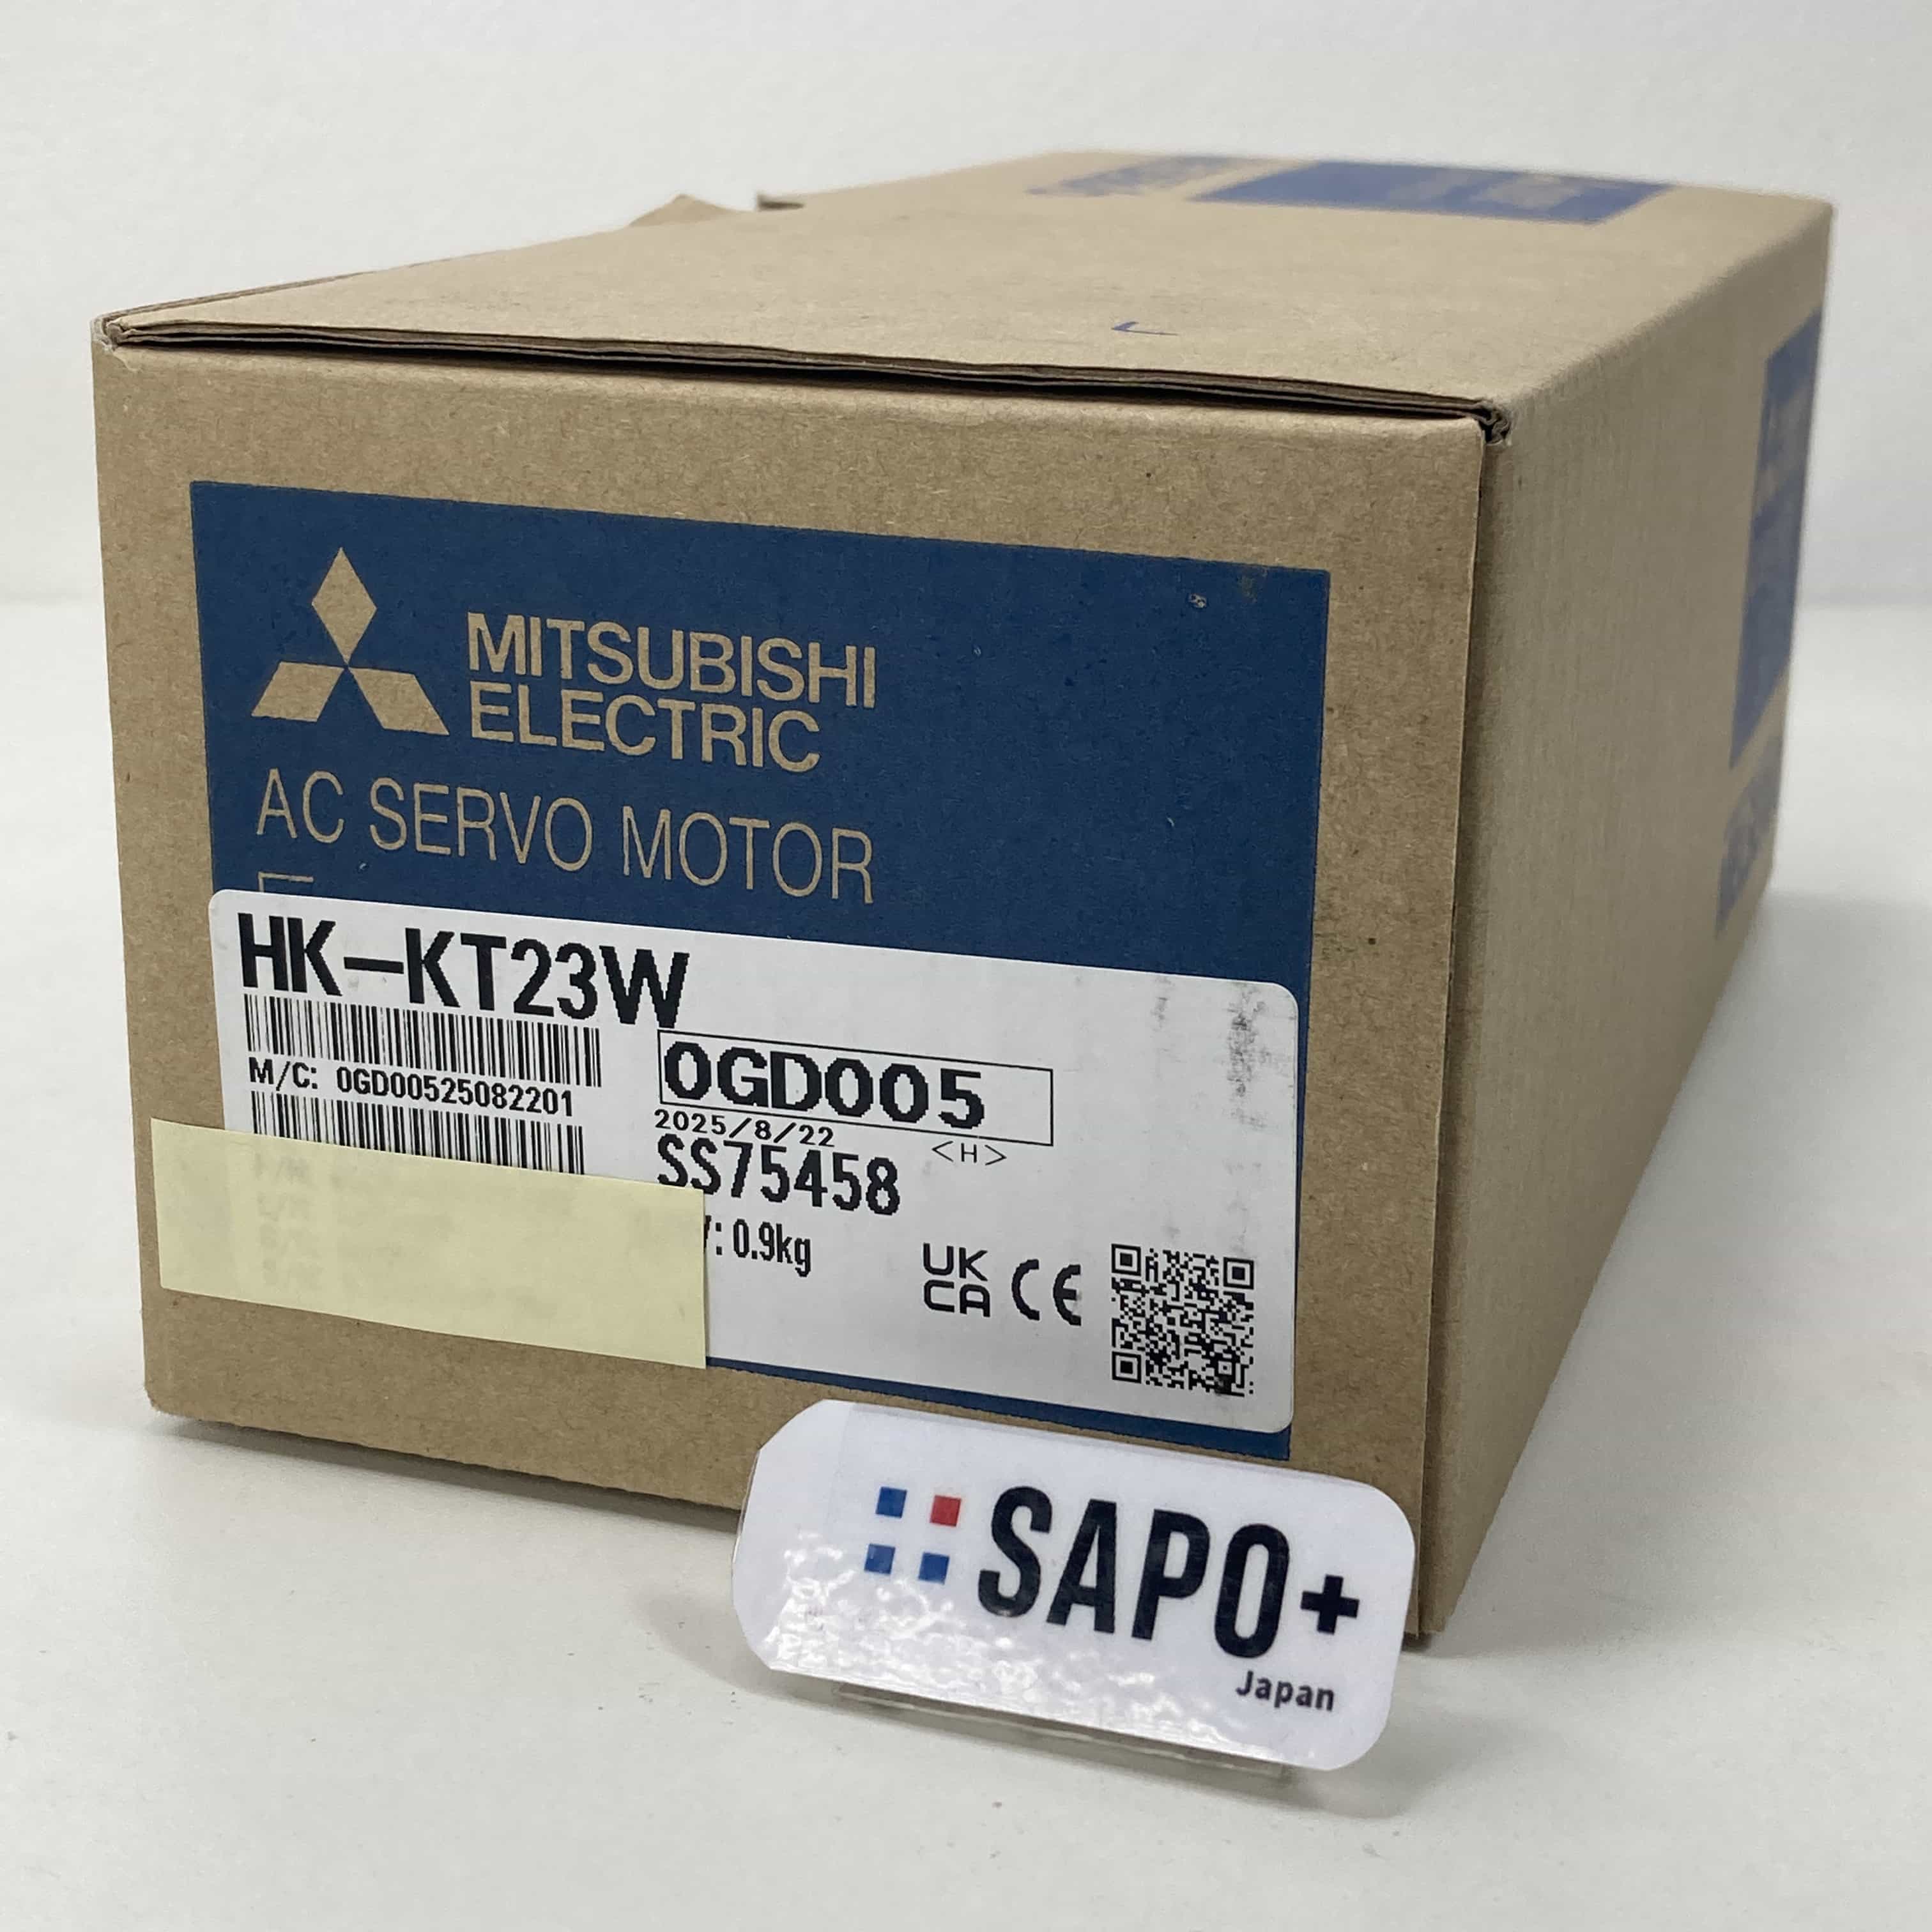 MITSUBISHI
ELECTRIC
AC SERVO MOTOR
HK-KT23W
M/C: 0GD00525082201
0GD005
2025/8/22
<H>
SS75458
: 0.9kg
UK
CA
CE
SAPO+
Japan